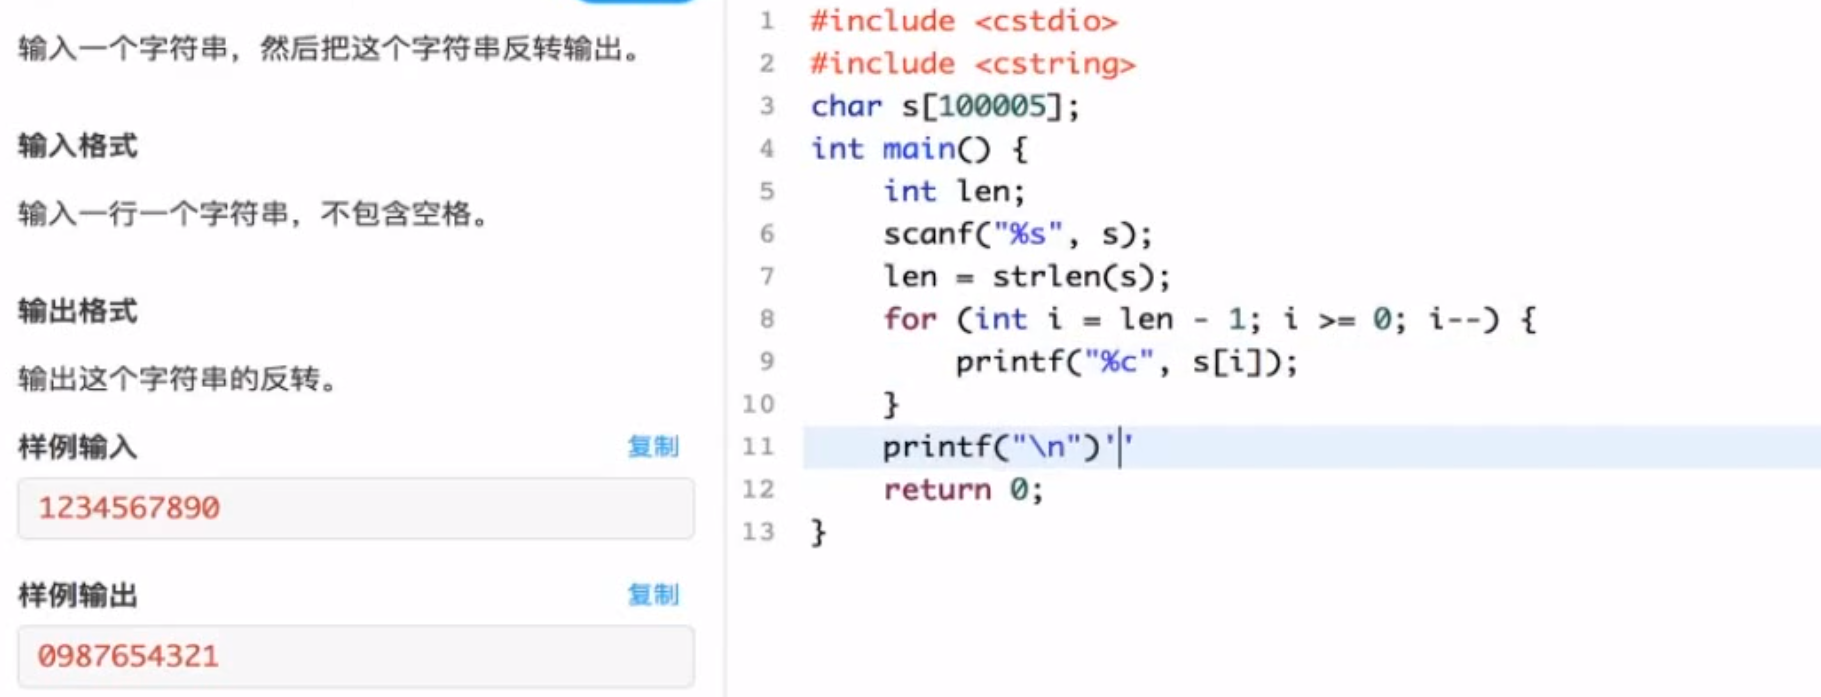 输入一个字符串，然后把这个字符串反转输出。
输入格式
输入一行一个字符串，不包含空格。
输出格式
输出这个字符串的反转。
样例输入 复制
1234567890
样例输出 复制
0987654321
1 #include <cstdio>
2 #include <cstring>
3 char s[100005];
4 int main() {
5     int len;
6     scanf("%s", s);
7     len = strlen(s);
8     for (int i = len - 1; i >= 0; i--) {
9         printf("%c", s[i]);
10     }
11     printf("\n")''
12     return 0;
13 }